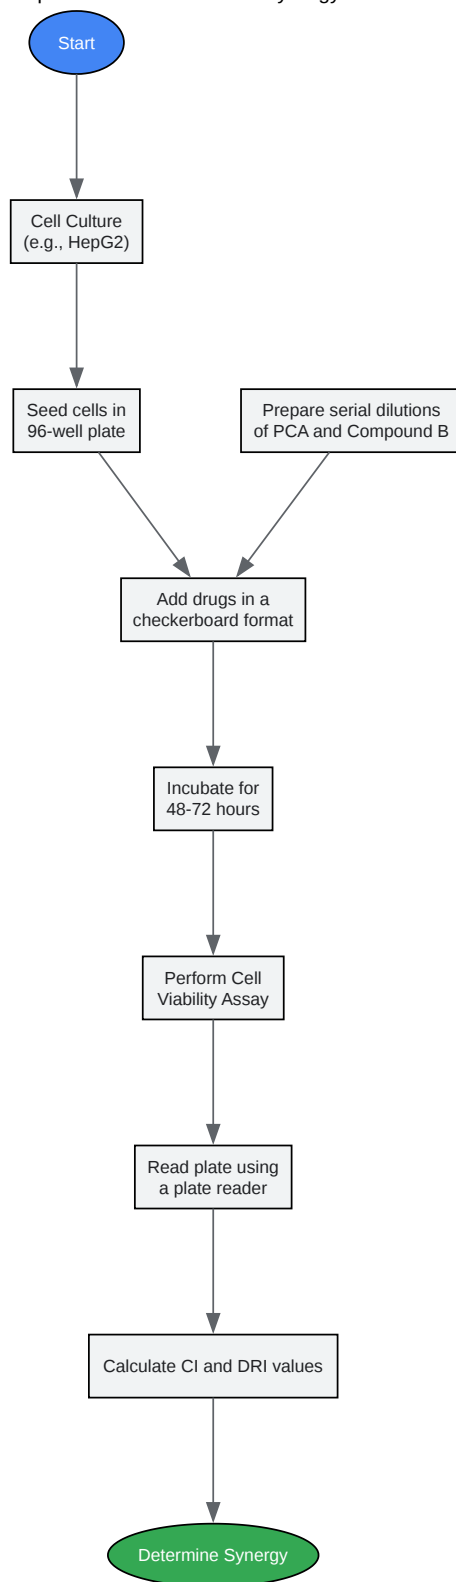 Start
Cell Culture
(e.g., HepG2)
Seed cells in
96-well plate
Prepare serial dilutions
of PCA and Compound B
Add drugs in a
checkerboard format
Incubate for
48-72 hours
Perform Cell
Viability Assay
Read plate using
a plate reader
Calculate CI and DRI values
Determine Synergy